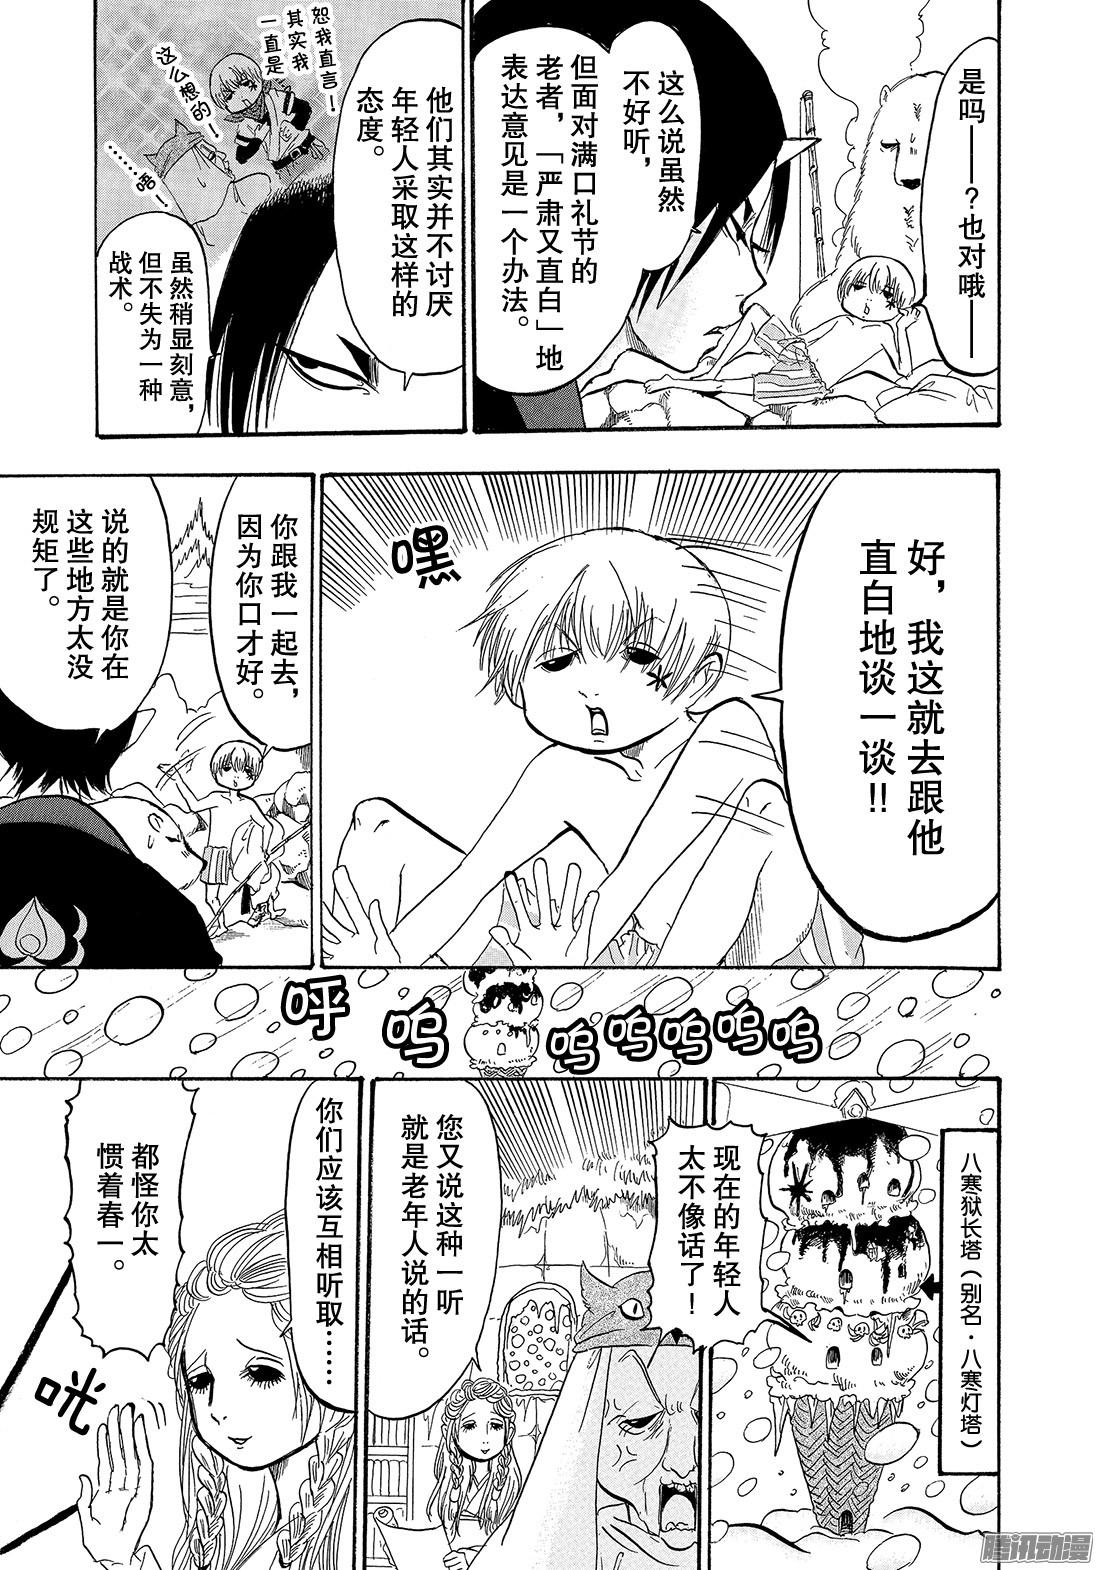 是吗——？也对哦——
这么说虽然
不好听，
但面对满口礼节的
老者，「严肃又直白」地
表达意见是一个办法。
他们其实并不讨厌
年轻人采取这样的
态度。
恕我直言！
其实我
一直是
这么想的！
……唔！
虽然稍显刻意，
但不失为一种
战术。
好，我这就去跟他
直白地谈一谈!!
嘿
你跟我一起去，
因为你口才好。
说的就是你在
这些地方太没
规矩了。
呼
呜
呜呜呜呜呜
八寒狱长塔（别名·八寒灯塔）
现在的年轻人
太不像话了！
您又说这种一听
就是老年人说的话。
你们应该互相听取……
都怪你太
惯着春一。
咣
腾讯动漫